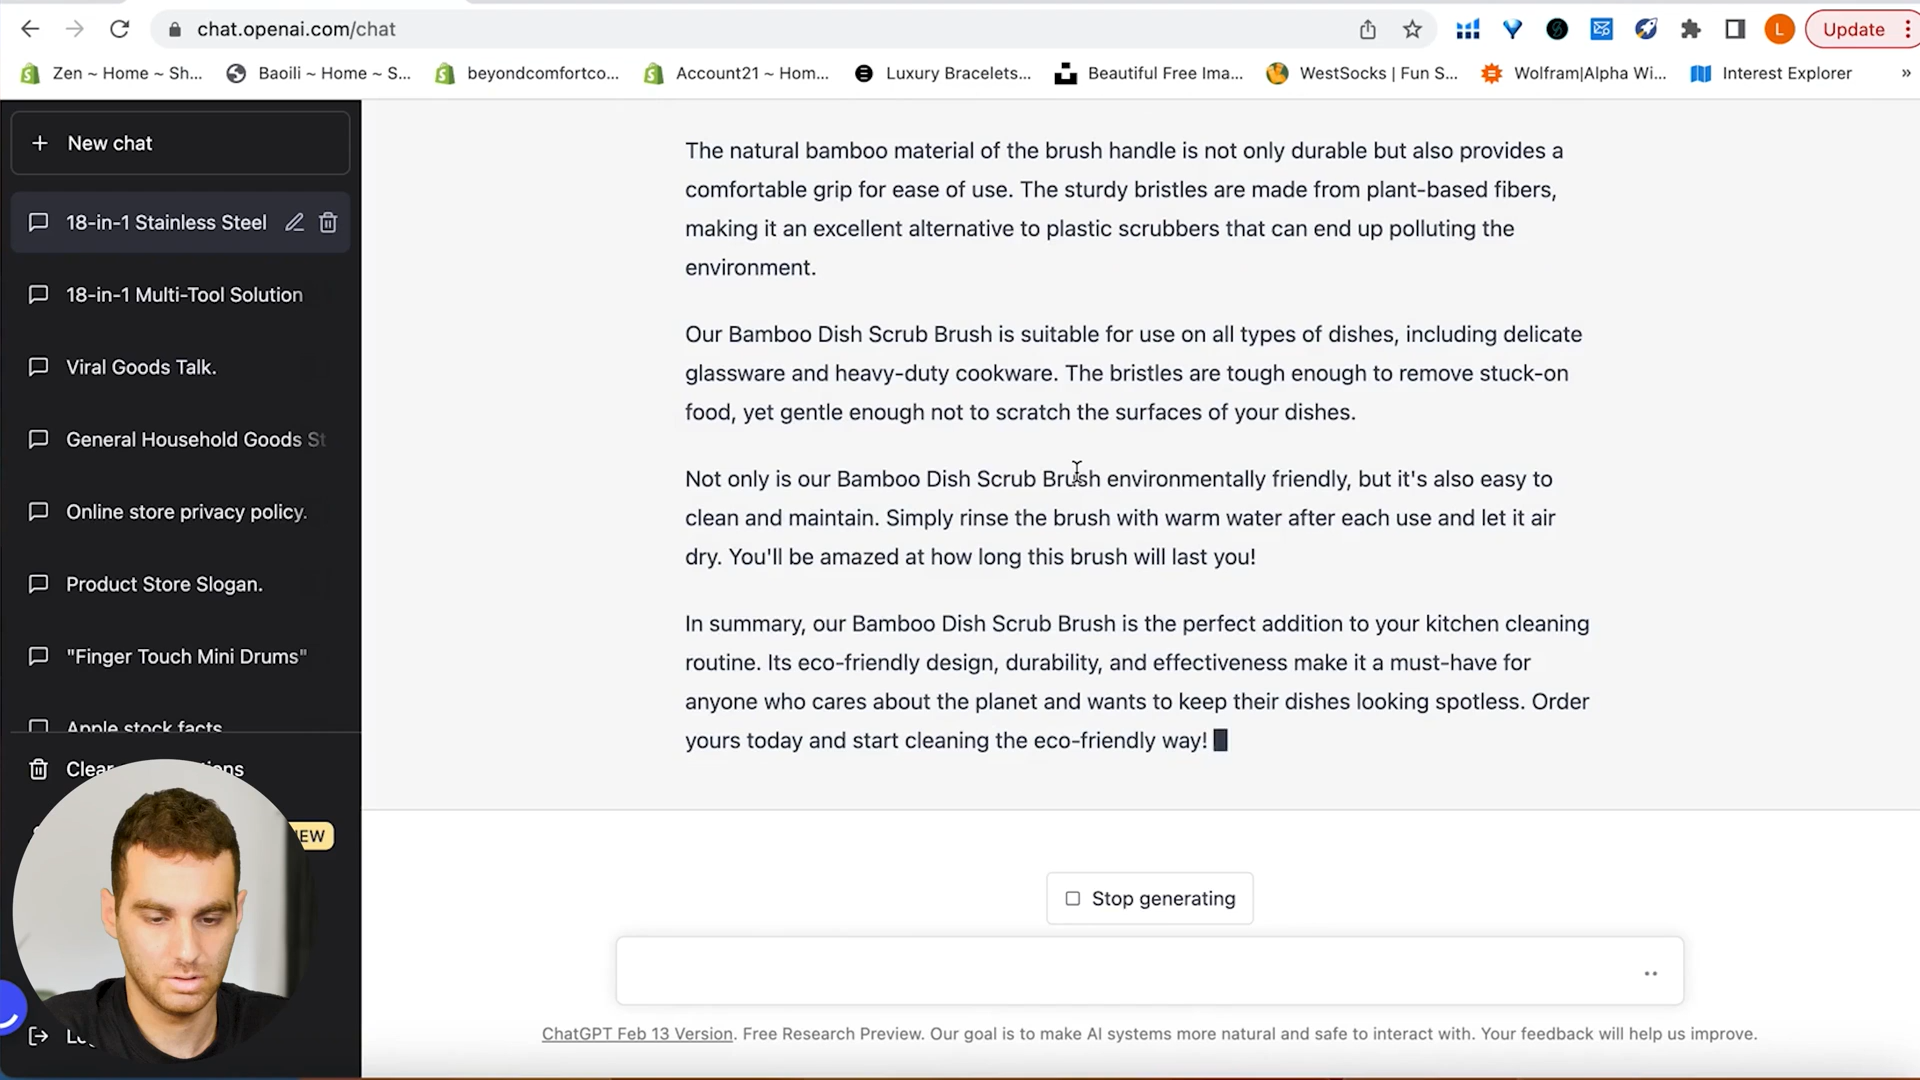 chat.openai.com/chat
Update
Zen ~ Home ~ Sh...
Baoili ~ Home ~ S...
beyondcomfortco...
Account21 ~ Hom...
Luxury Bracelets...
Beautiful Free Ima...
WestSocks | Fun S...
Wolfram|Alpha Wi...
Interest Explorer
»
+ New chat
18-in-1 Stainless Steel
18-in-1 Multi-Tool Solution
Viral Goods Talk.
General Household Goods St
Online store privacy policy.
Product Store Slogan.
"Finger Touch Mini Drums"
Apple stock facts
The natural bamboo material of the brush handle is not only durable but also provides a
comfortable grip for ease of use. The sturdy bristles are made from plant-based fibers,
making it an excellent alternative to plastic scrubbers that can end up polluting the
environment.
Our Bamboo Dish Scrub Brush is suitable for use on all types of dishes, including delicate
glassware and heavy-duty cookware. The bristles are tough enough to remove stuck-on
food, yet gentle enough not to scratch the surfaces of your dishes.
Not only is our Bamboo Dish Scrub Brush environmentally friendly, but it's also easy to
clean and maintain. Simply rinse the brush with warm water after each use and let it air
dry. You'll be amazed at how long this brush will last you!
In summary, our Bamboo Dish Scrub Brush is the perfect addition to your kitchen cleaning
routine. Its eco-friendly design, durability, and effectiveness make it a must-have for
anyone who cares about the planet and wants to keep their dishes looking spotless. Order
yours today and start cleaning the eco-friendly way!
Stop generating
ChatGPT Feb 13 Version. Free Research Preview. Our goal is to make AI systems more natural and safe to interact with. Your feedback will help us improve.
L
Clear